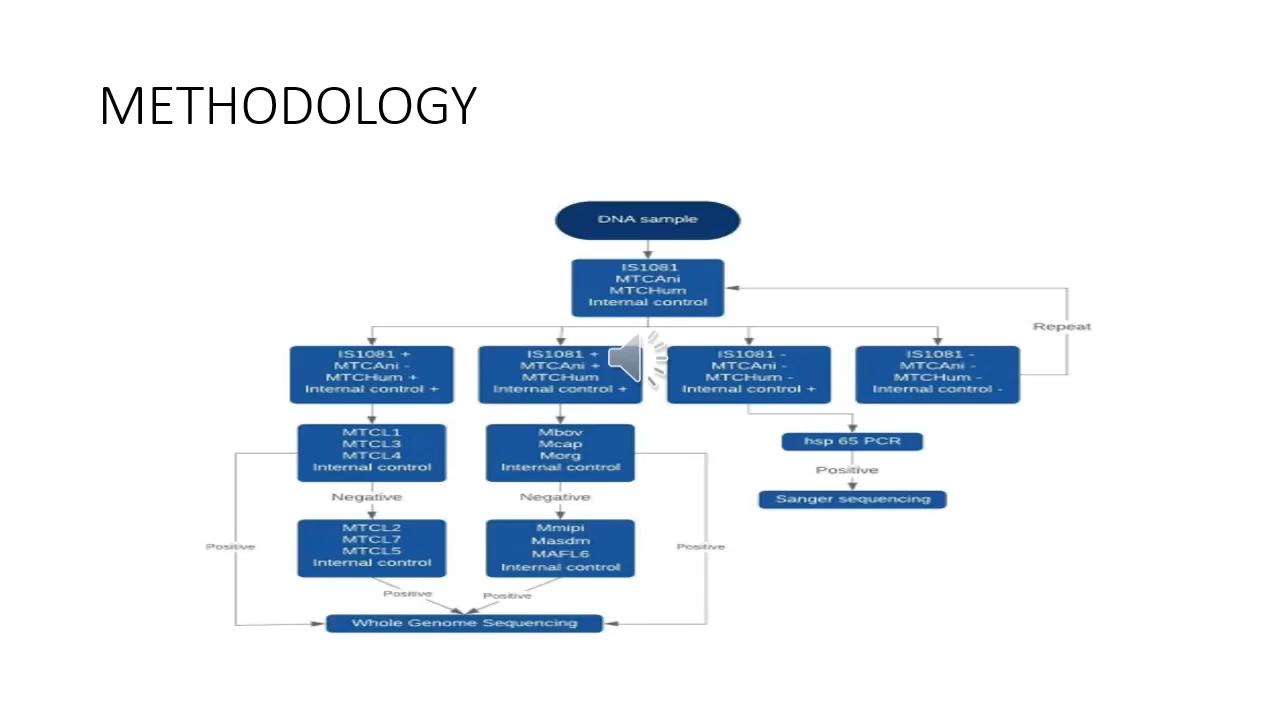 METHODOLOGY
DNA sample
IS1081
MTCAni
MTCHum
Internal control
Repeat
IS1081 +
MTCAni -
MTCHum +
Internal control +
IS1081 +
MTCAni +
MTCHum
Internal control +
IS1081 -
MTCAni -
MTCHum -
Internal control +
IS1081 -
MTCAni -
MTCHum -
Internal control -
MTCL1
MTCL3
MTCL4
Internal control
Mbov
Mcap
Morg
Internal control
hsp 65 PCR
Positive
Sanger sequencing
Negative
Negative
MTCL2
MTCL7
MTCL5
Internal control
Mmipi
Masdm
MAFL6
Internal control
Positive
Positive
Positive
Positive
Whole Genome Sequencing